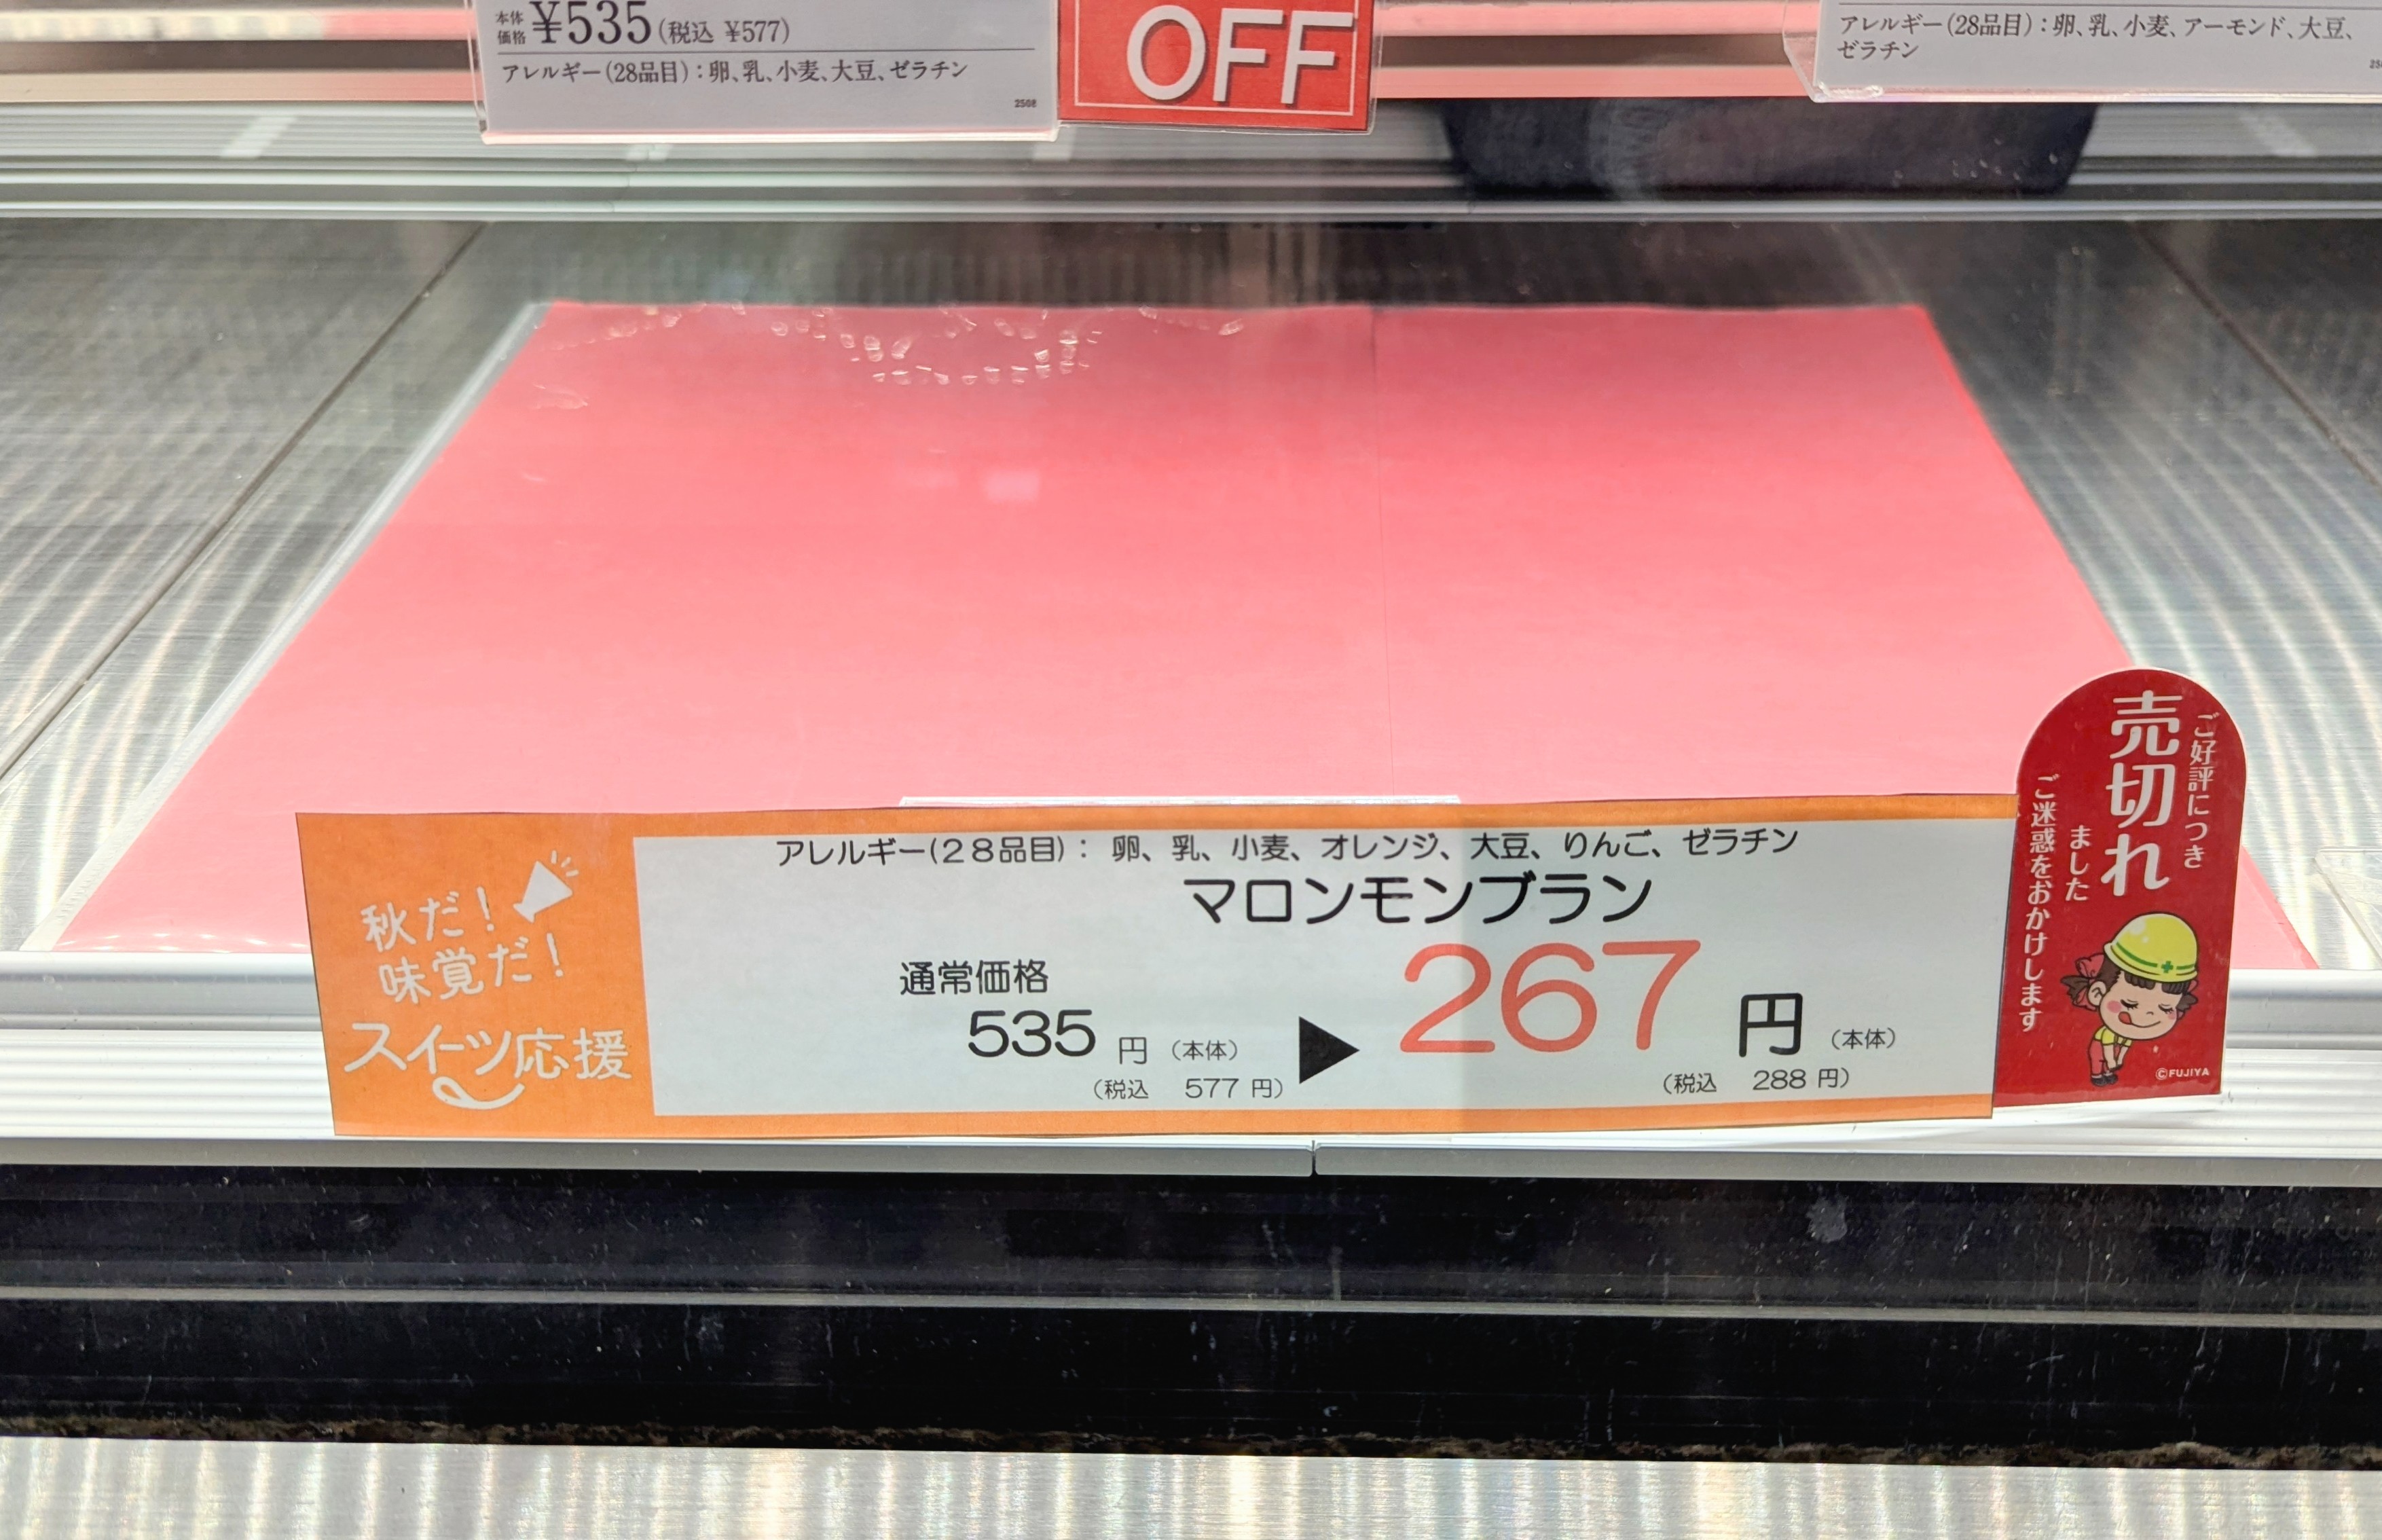 本体価格 ¥535(税込 ¥577)
アレルギー(28品目):卵、乳、小麦、大豆、ゼラチン
2508
OFF
アレルギー(28品目):卵、乳、小麦、アーモンド、大豆、
ゼラチン
秋だ!
味覚だ!
スイーツ応援
アレルギー(28品目): 卵、乳、小麦、オレンジ、大豆、りんご、ゼラチン
マロンモンブラン
通常価格
535 円 (本体)
(税込 577 円)
▶
267 円 (本体)
(税込 288 円)
ご好評につき
売切れ
ました
ご迷惑をおかけします
©FUJIYA